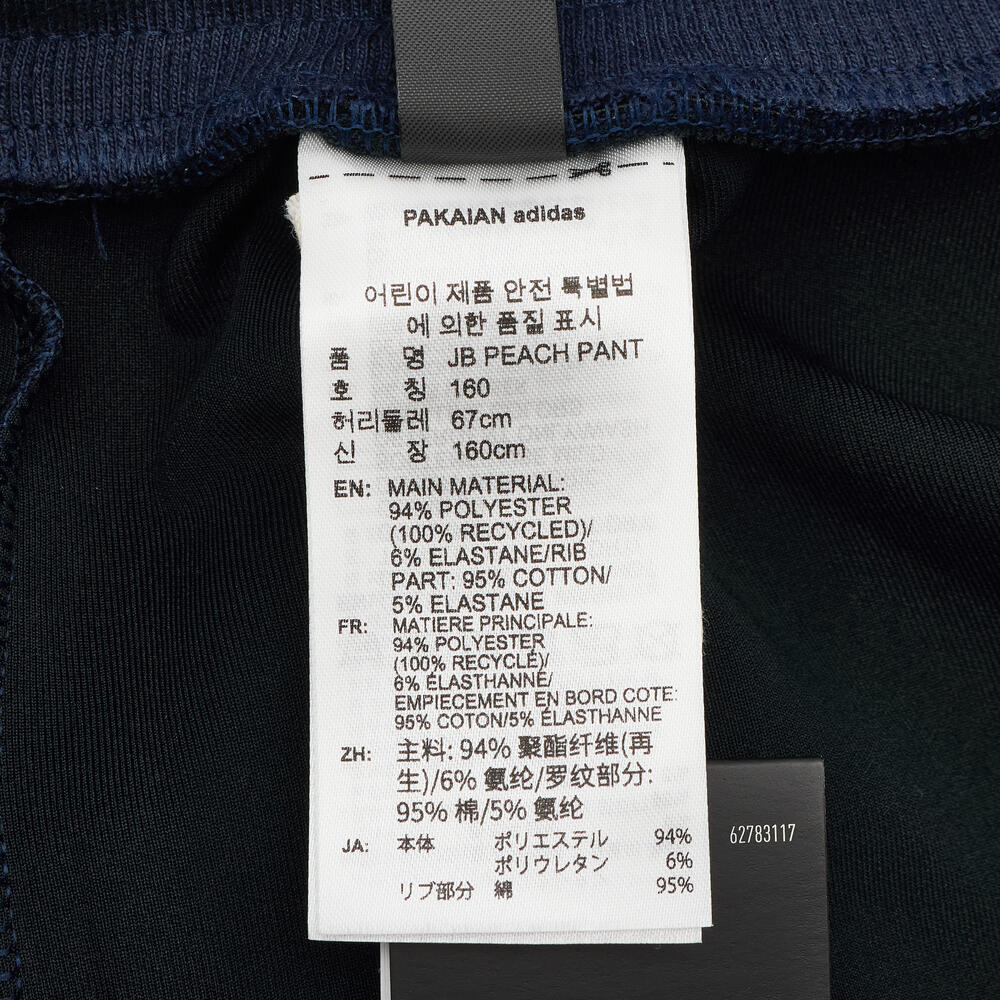 PAKAIAN adidas
어린이 제품 안전 특별법
에 의한 품질 표시
품 명 JB PEACH PANT
호 칭 160
허리둘레 67cm
신 장 160cm
EN: MAIN MATERIAL:
94% POLYESTER
(100% RECYCLED)/
6% ELASTANE/RIB
PART: 95% COTTON/
5% ELASTANE
FR: MATIERE PRINCIPALE:
94% POLYESTER
(100% RECYCLÉ)/
6% ÉLASTHANNE/
EMPIECEMENT EN BORD COTE:
95% COTON/5% ÉLASTHANNE
ZH: 主料: 94% 聚酯纤维(再
生)/6% 氨纶/罗纹部分:
95% 棉/5% 氨纶
JA: 本体 ポリエステル 94%
ポリウレタン 6%
リブ部分 綿 95%
62783117